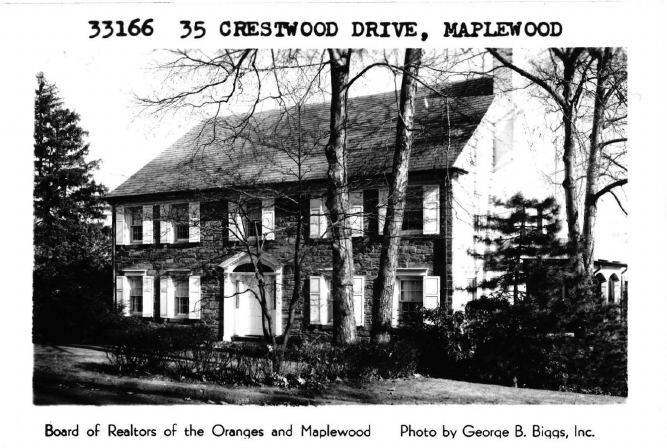 33166 35 CRESTWOOD DRIVE, MAPLEWOOD
Board of Realtors of the Oranges and Maplewood Photo by George B. Biggs, Inc.